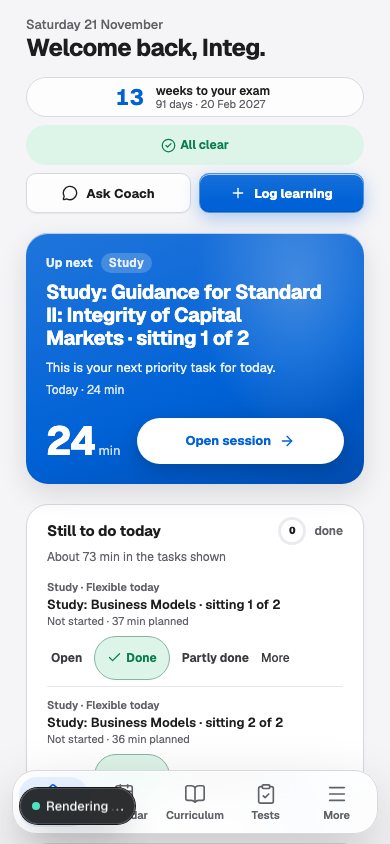 Saturday 21 November
Welcome back, Integ.
13 weeks to your exam
91 days · 20 Feb 2027
All clear
Ask Coach
Log learning
Up next Study
Study: Guidance for Standard
II: Integrity of Capital
Markets · sitting 1 of 2
This is your next priority task for today.
Today · 24 min
24 min
Open session
Still to do today
0 done
About 73 min in the tasks shown
Study · Flexible today
Study: Business Models · sitting 1 of 2
Not started · 37 min planned
Open Done Partly done More
Study · Flexible today
Study: Business Models · sitting 2 of 2
Not started · 36 min planned
Rendering ...
Curriculum
Tests
More